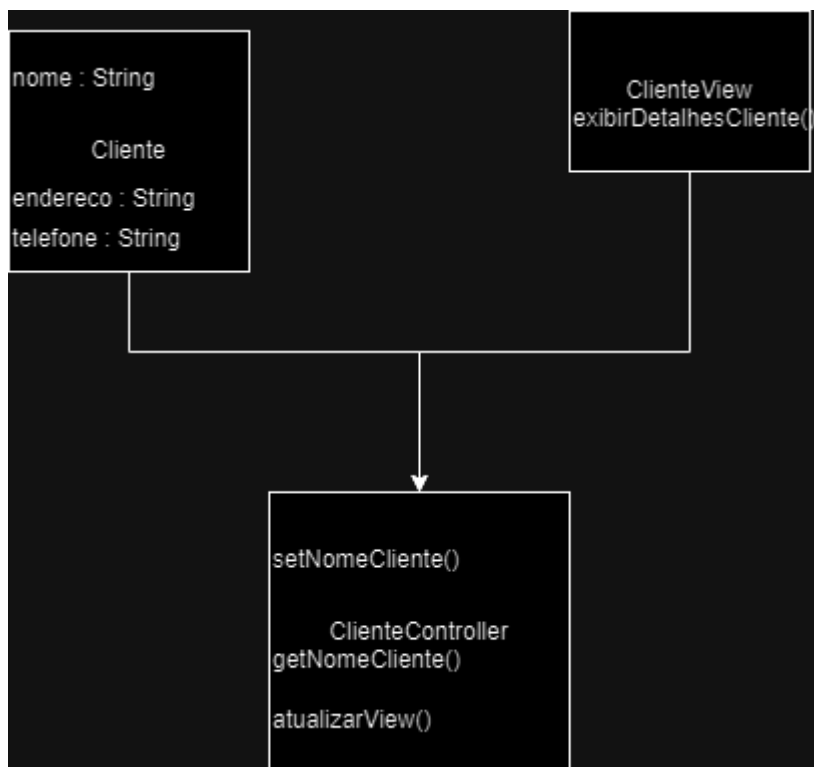 nome : String
Cliente
endereco : String
telefone : String
ClienteView
exibirDetalhesCliente()
setNomeCliente()
ClienteController
getNomeCliente()
atualizarView()